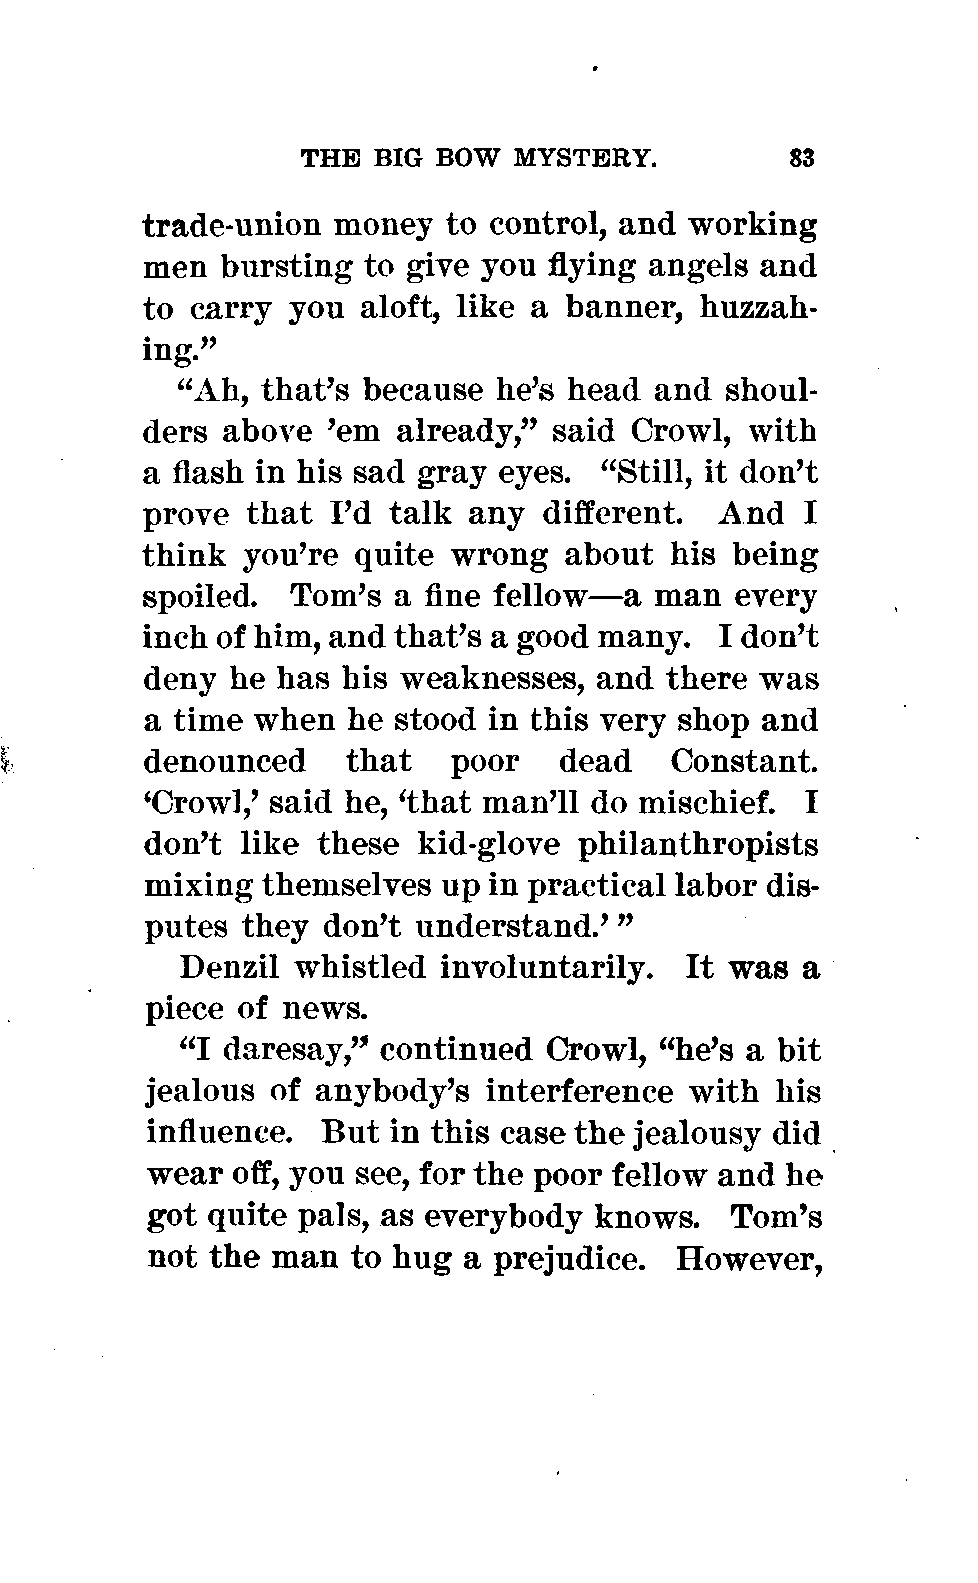 THE BIG BOW MYSTERY. 83
trade-union money to control, and working
men bursting to give you flying angels and
to carry you aloft, like a banner, huzzah-
ing.”
“Ah, that’s because he’s head and shoul-
ders above ’em already,” said Crowl, with
a flash in his sad gray eyes. “Still, it don’t
prove that I’d talk any different. And I
think you’re quite wrong about his being
spoiled. Tom’s a fine fellow—a man every
inch of him, and that’s a good many. I don’t
deny he has his weaknesses, and there was
a time when he stood in this very shop and
denounced that poor dead Constant.
‘Crowl,’ said he, ‘that man’ll do mischief. I
don’t like these kid-glove philanthropists
mixing themselves up in practical labor dis-
putes they don’t understand.’”
Denzil whistled involuntarily. It was a
piece of news.
“I daresay,” continued Crowl, “he’s a bit
jealous of anybody’s interference with his
influence. But in this case the jealousy did
wear off, you see, for the poor fellow and he
got quite pals, as everybody knows. Tom’s
not the man to hug a prejudice. However,